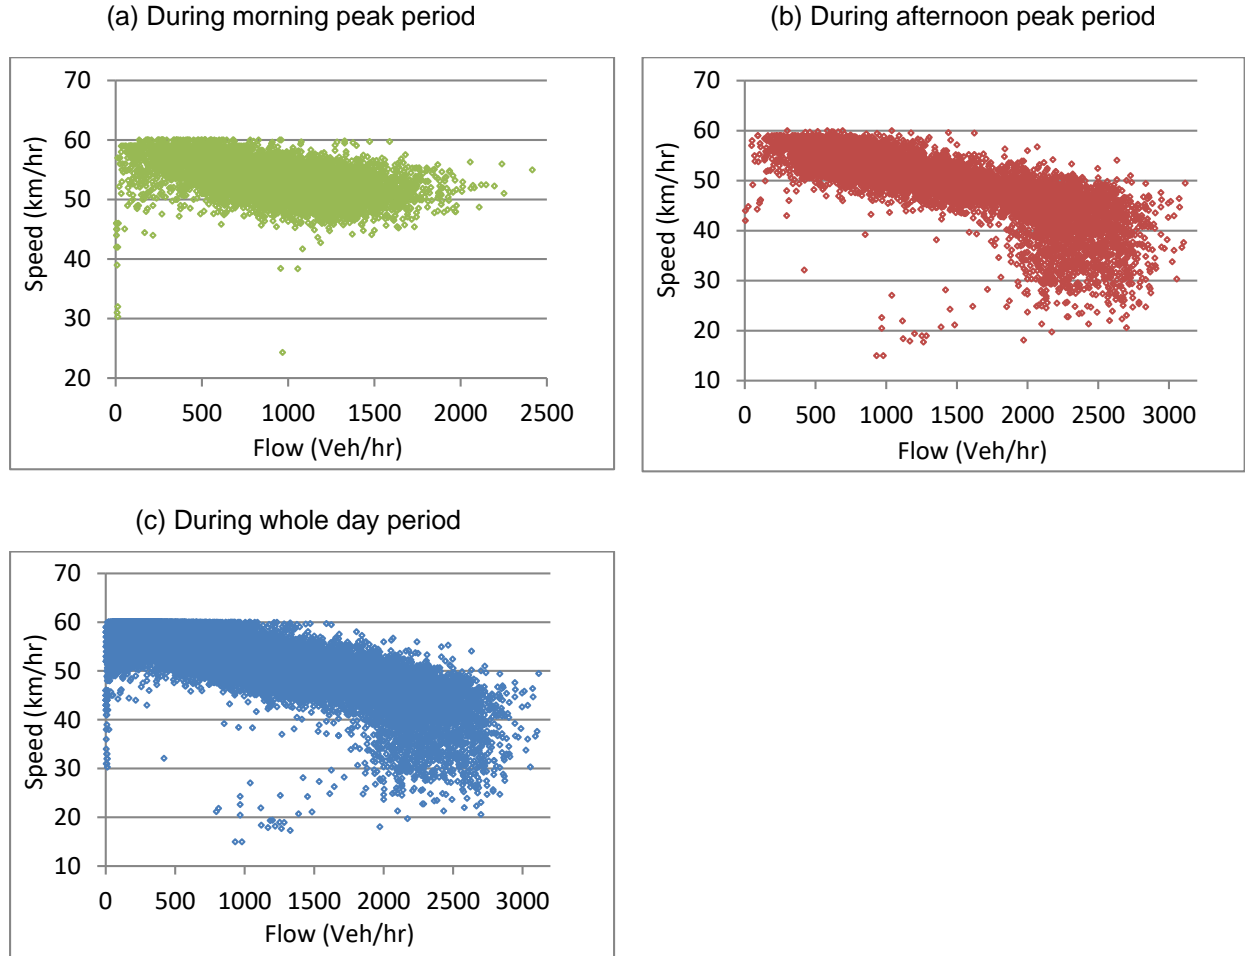 (a) During morning peak period
70
60
50
40
30
20
0 500 1000 1500 2000 2500
Speed (km/hr)
Flow (Veh/hr)
(b) During afternoon peak period
70
60
50
40
30
20
10
0 500 1000 1500 2000 2500 3000
Speed (km/hr)
Flow (Veh/hr)
(c) During whole day period
70
60
50
40
30
20
10
0 500 1000 1500 2000 2500 3000
Speed (km/hr)
Flow (Veh/hr)